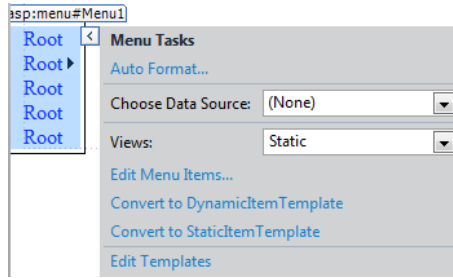 asp:menu#Menu1
Root < Menu Tasks
Root Auto Format...
Root Choose Data Source: (None)
Root
Root Views: Static
Edit Menu Items...
Convert to DynamicItemTemplate
Convert to StaticItemTemplate
Edit Templates